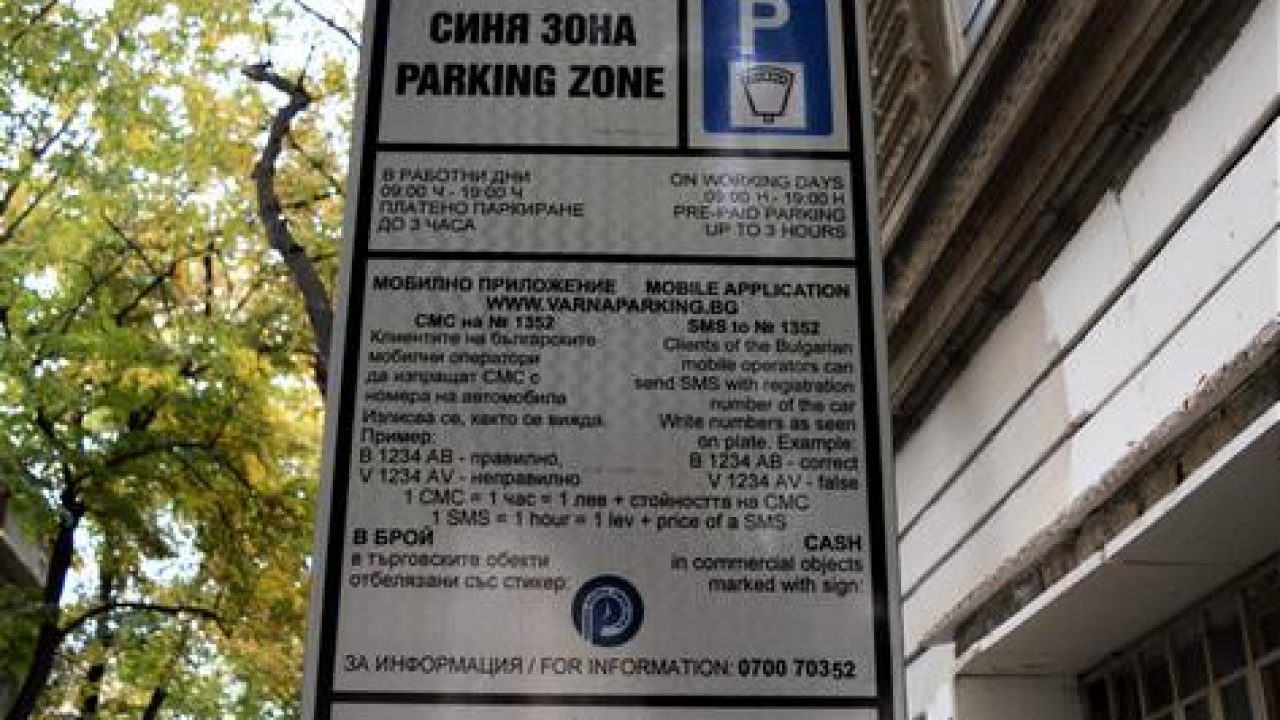 СИНЯ ЗОНА
PARKING ZONE
P
В РАБОТНИ ДНИ
09:00 Ч - 19:00 Ч
ПЛАТЕНО ПАРКИРАНЕ
ДО 3 ЧАСА
ON WORKING DAYS
09:00 H - 19:00 H
PRE-PAID PARKING
UP TO 3 HOURS
МОБИЛНО ПРИЛОЖЕНИЕ MOBILE APPLICATION
WWW.VARNAPARKING.BG
СМС на № 1352
Клиентите на българските
мобилни оператори
да изпращат СМС с
номера на автомобила
Изписва се, както се вижда.
Пример:
В 1234 АВ - правилно,
V 1234 AV - неправилно
SMS to № 1352
Clients of the Bulgarian
mobile operators can
send SMS with registration
number of the car
Write numbers as seen
on plate. Example:
B 1234 AB - correct
V 1234 AV - false
1 СМС = 1 час = 1 лев + стойността на СМС
1 SMS = 1 hour = 1 lev + price of a SMS
В БРОЙ
в търговските обекти
отбелязани със стикер:
CASH
in commercial objects
marked with sign:
P
ЗА ИНФОРМАЦИЯ / FOR INFORMATION: 0700 70352